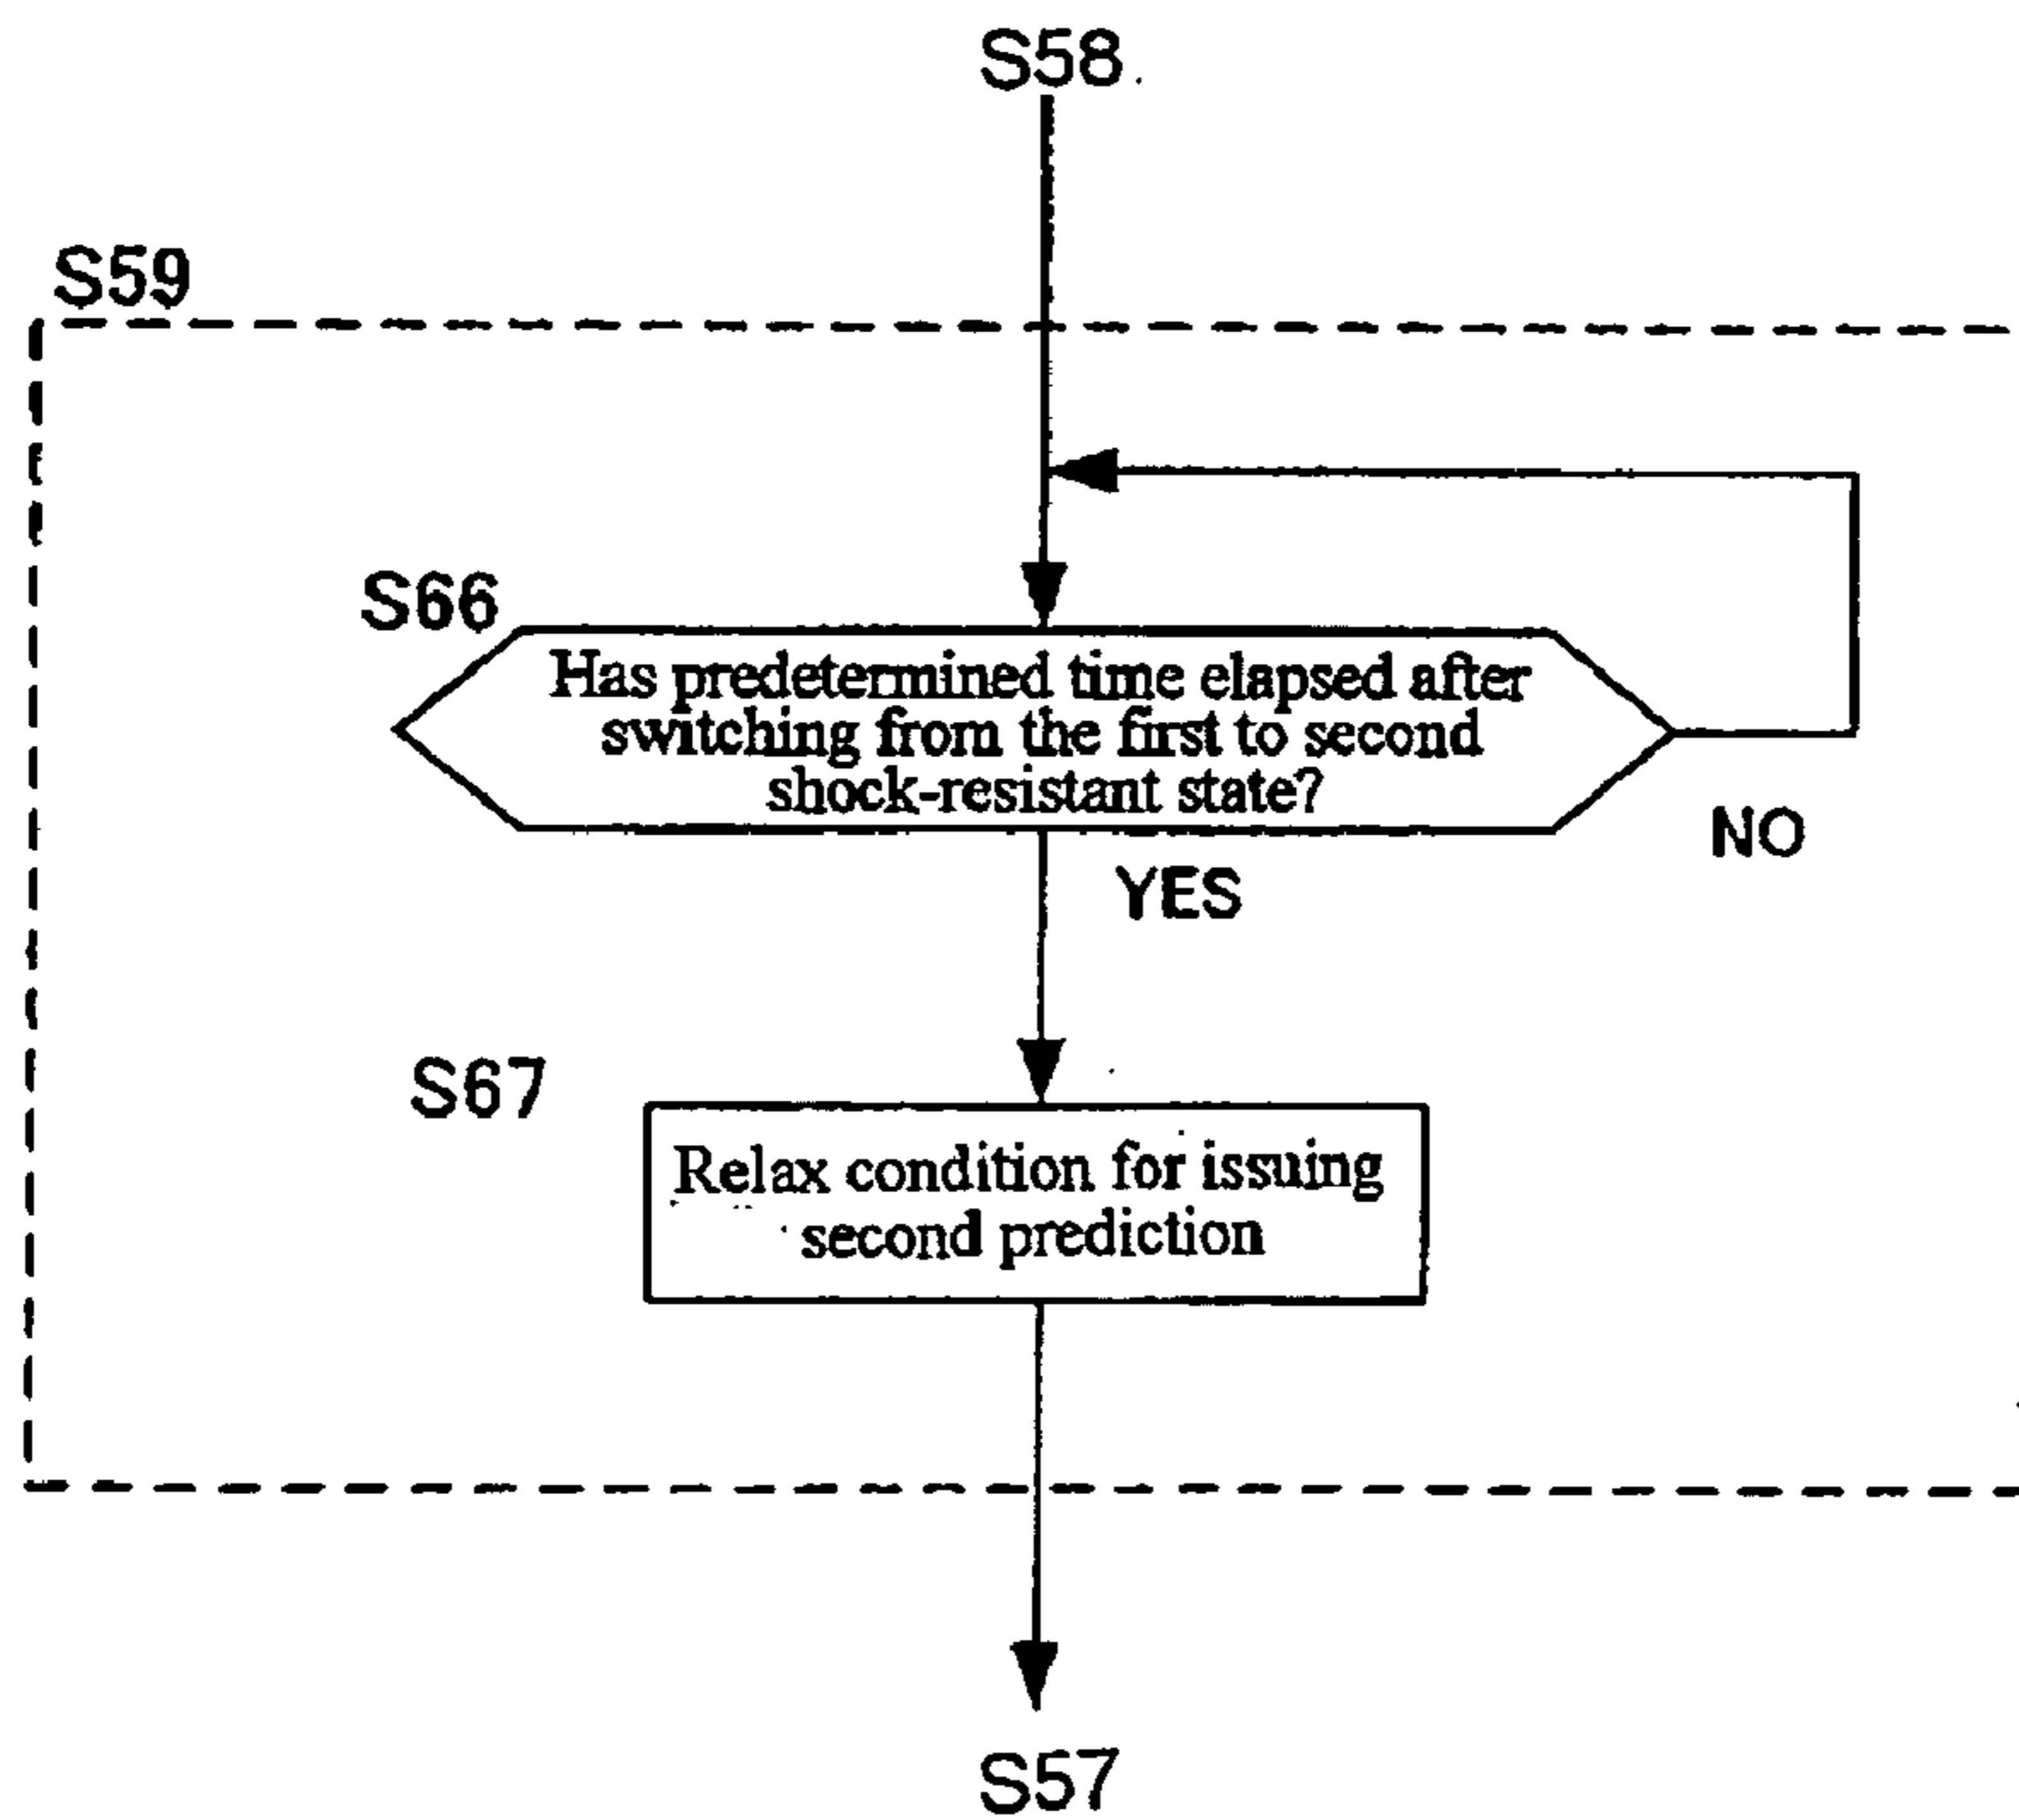 S58
S59
S66
Has predetermined time elapsed after
switching from the first to second
shock-resistant state?
NO
YES
S67
Relax condition for issuing
second prediction
S57